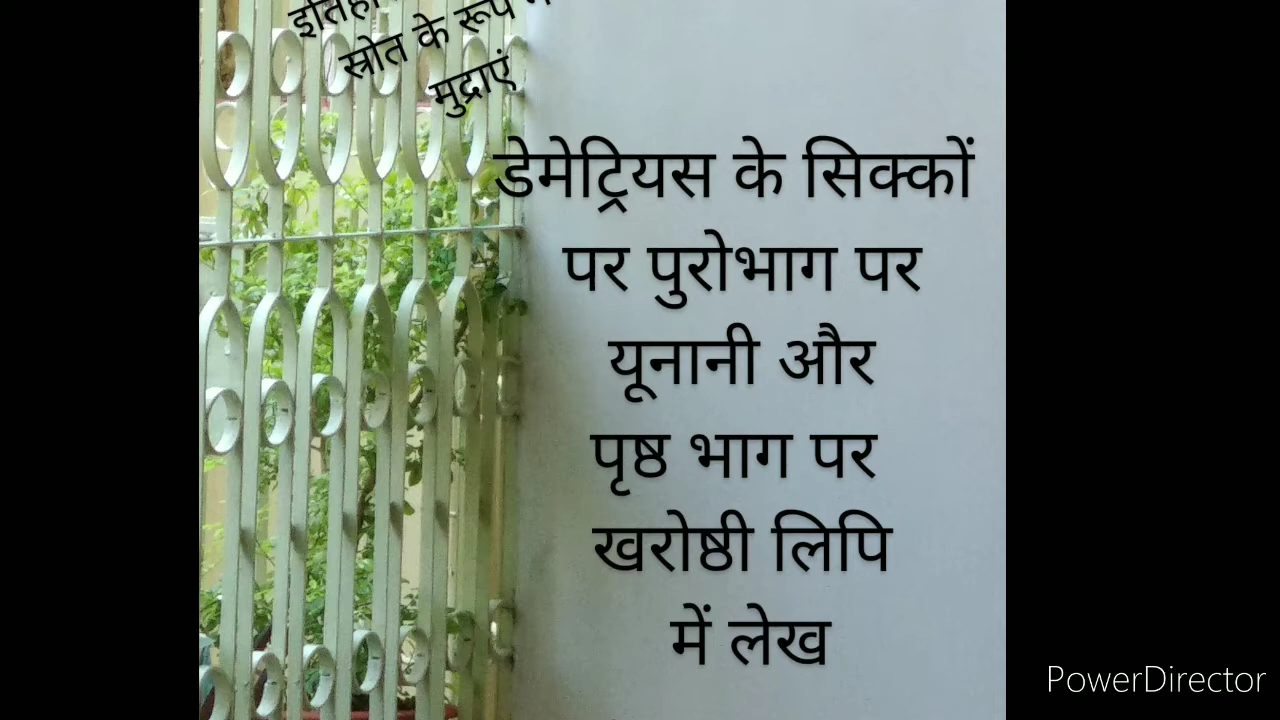 स्रोत के रूप
मुद्राएं
डेमेट्रियस के सिक्कों
पर पुरोभाग पर
यूनानी और
पृष्ठ भाग पर
खरोष्ठी लिपि
में लेख
PowerDirector